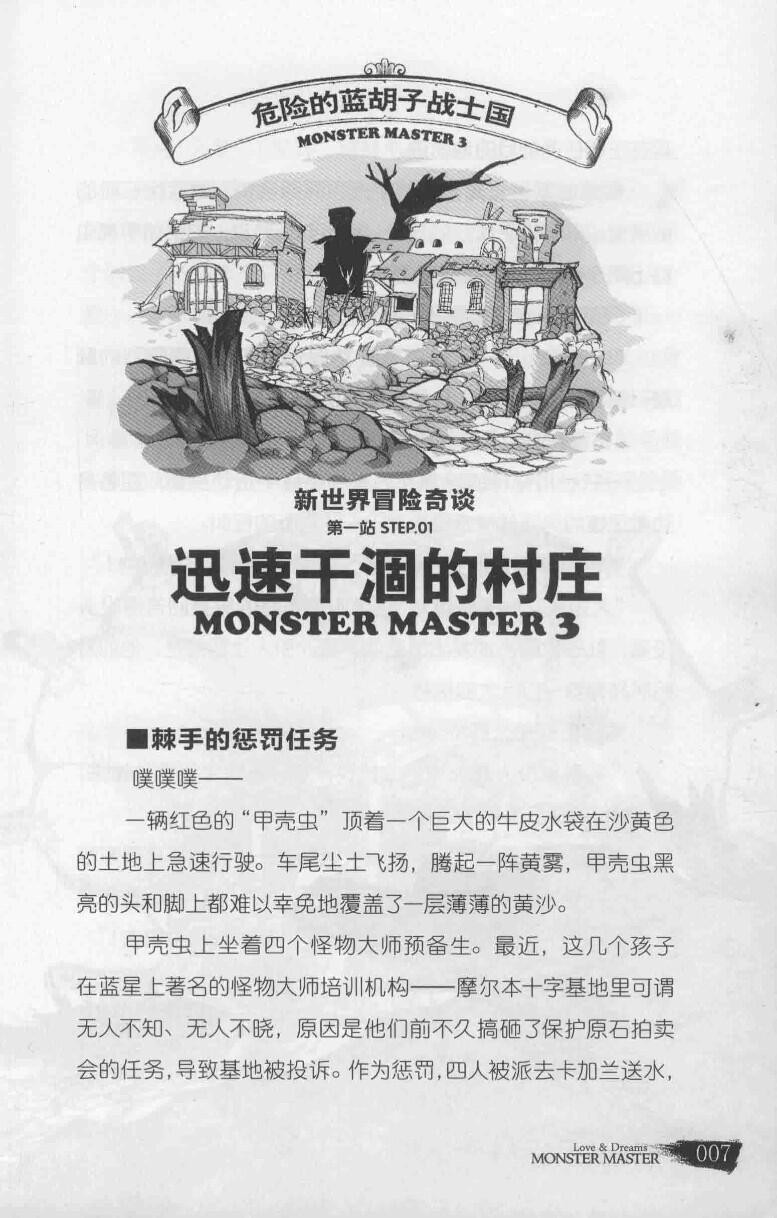 危险的蓝胡子战士国
MONSTER MASTER 3
新世界冒险奇谈
第一站 STEP.01
迅速干涸的村庄
MONSTER MASTER 3
■棘手的惩罚任务
噗噗噗——
一辆红色的“甲壳虫”顶着一个巨大的牛皮水袋在沙黄色
的土地上急速行驶。车尾尘土飞扬，腾起一阵黄雾，甲壳虫黑
亮的头和脚上都难以幸免地覆盖了一层薄薄的黄沙。
甲壳虫上坐着四个怪物大师预备生。最近，这几个孩子
在蓝星上著名的怪物大师培训机构——摩尔本十字基地里可谓
无人不知、无人不晓，原因是他们前不久搞砸了保护原石拍卖
会的任务，导致基地被投诉。作为惩罚，四人被派去卡加兰送水，
Love & Dreams
MONSTER MASTER
007